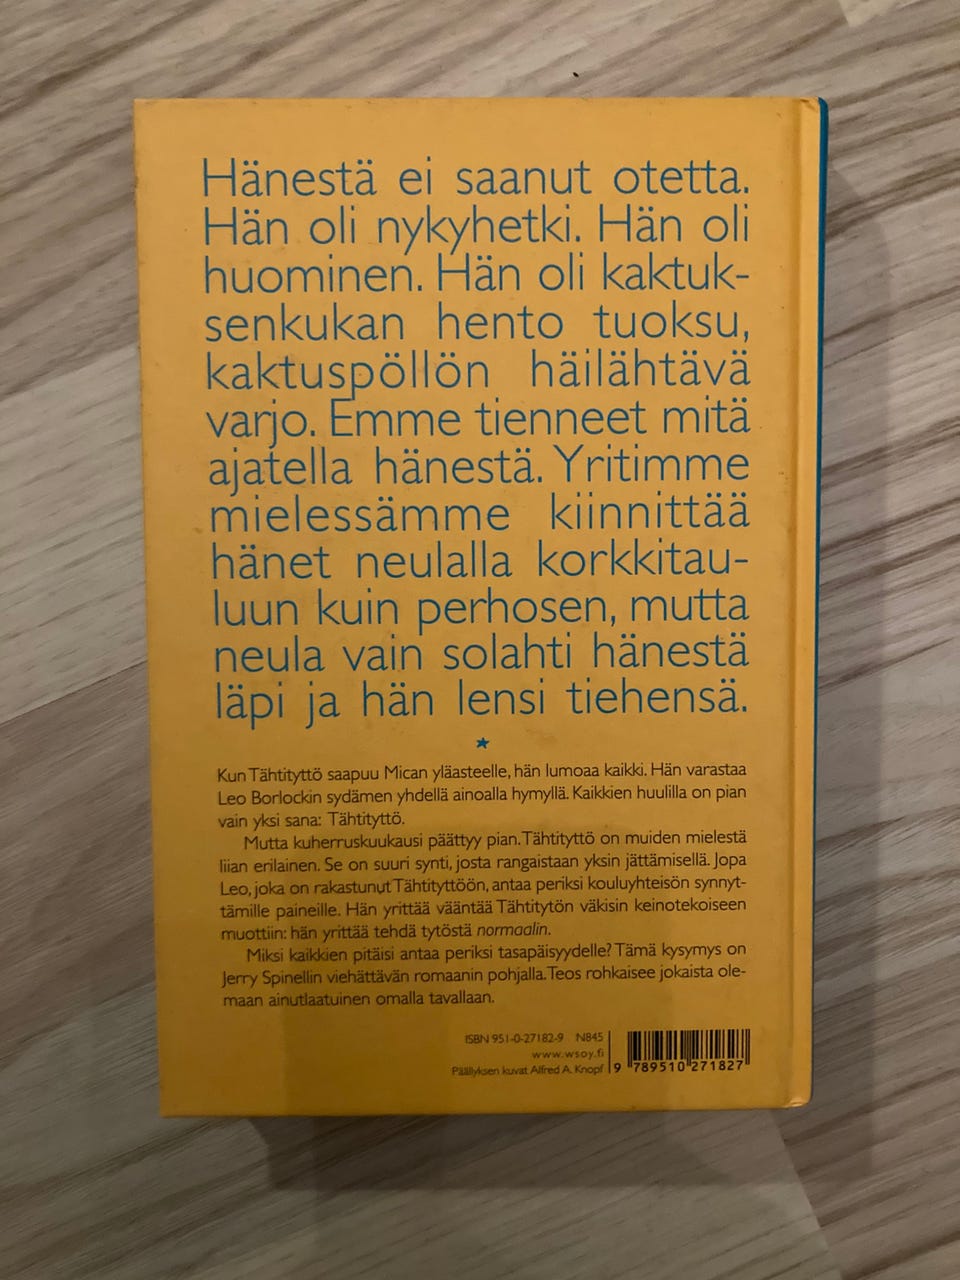 Hänestä ei saanut otetta.
Hän oli nykyhetki. Hän oli
huominen. Hän oli kaktuk-
senkukan hento tuoksu,
kaktuspöllön häilähtävä
varjo. Emme tienneet mitä
ajatella hänestä. Yritimme
mielessämme kiinnittää
hänet neulalla korkkitau-
luun kuin perhosen, mutta
neula vain solahti hänestä
läpi ja hän lensi tiehensä.
Kun Tähtityttö saapuu Mican yläasteelle, hän lumoaa kaikki. Hän varastaa
Leo Borlockin sydämen yhdellä ainoalla hymyllä. Kaikkien huulilla on pian
vain yksi sana: Tähtityttö.
Mutta kuherruskuukausi päättyy pian. Tähtityttö on muiden mielestä
liian erilainen. Se on suuri synti, josta rangaistaan yksin jättämisellä. Jopa
Leo, joka on rakastunut Tähtityttöön, antaa periksi kouluyhteisön synnyt-
tämille paineille. Hän yrittää vääntää Tähtitytön väkisin keinotekoiseen
muottiin: hän yrittää tehdä tytöstä normaalin.
Miksi kaikkien pitäisi antaa periksi tasapäisyydelle? Tämä kysymys on
Jerry Spinellin viehättävän romaanin pohjalla. Teos rohkaisee jokaista ole-
maan ainutlaatuinen omalla tavallaan.
ISBN 951-0-27182-9 N845
www.wsoy.fi
Päällyksen kuvat Alfred A. Knopf
9 789510 271827